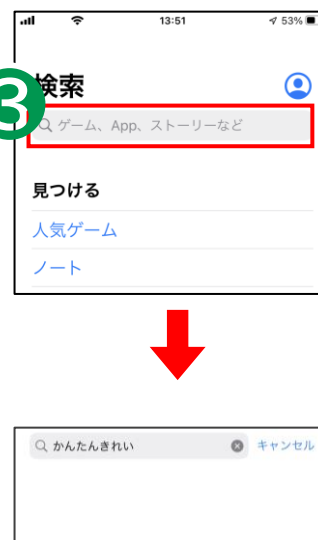 13:51
53%
3
検索
ゲーム、App、ストーリーなど
見つける
人気ゲーム
ノート
かんたんきれい
キャンセル